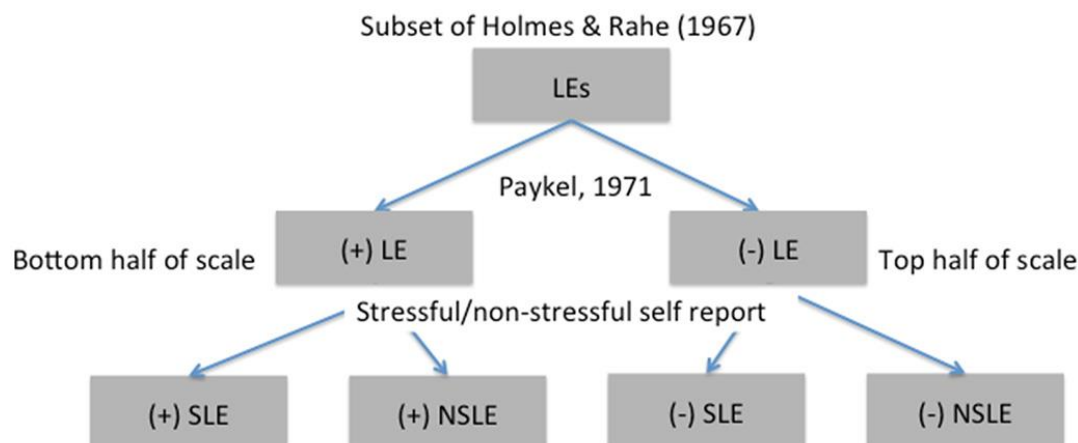 Subset of Holmes & Rahe (1967)
LEs
Paykel, 1971
Bottom half of scale
(+) LE
(-) LE
Top half of scale
Stressful/non-stressful self report
(+) SLE
(+) NSLE
(-) SLE
(-) NSLE